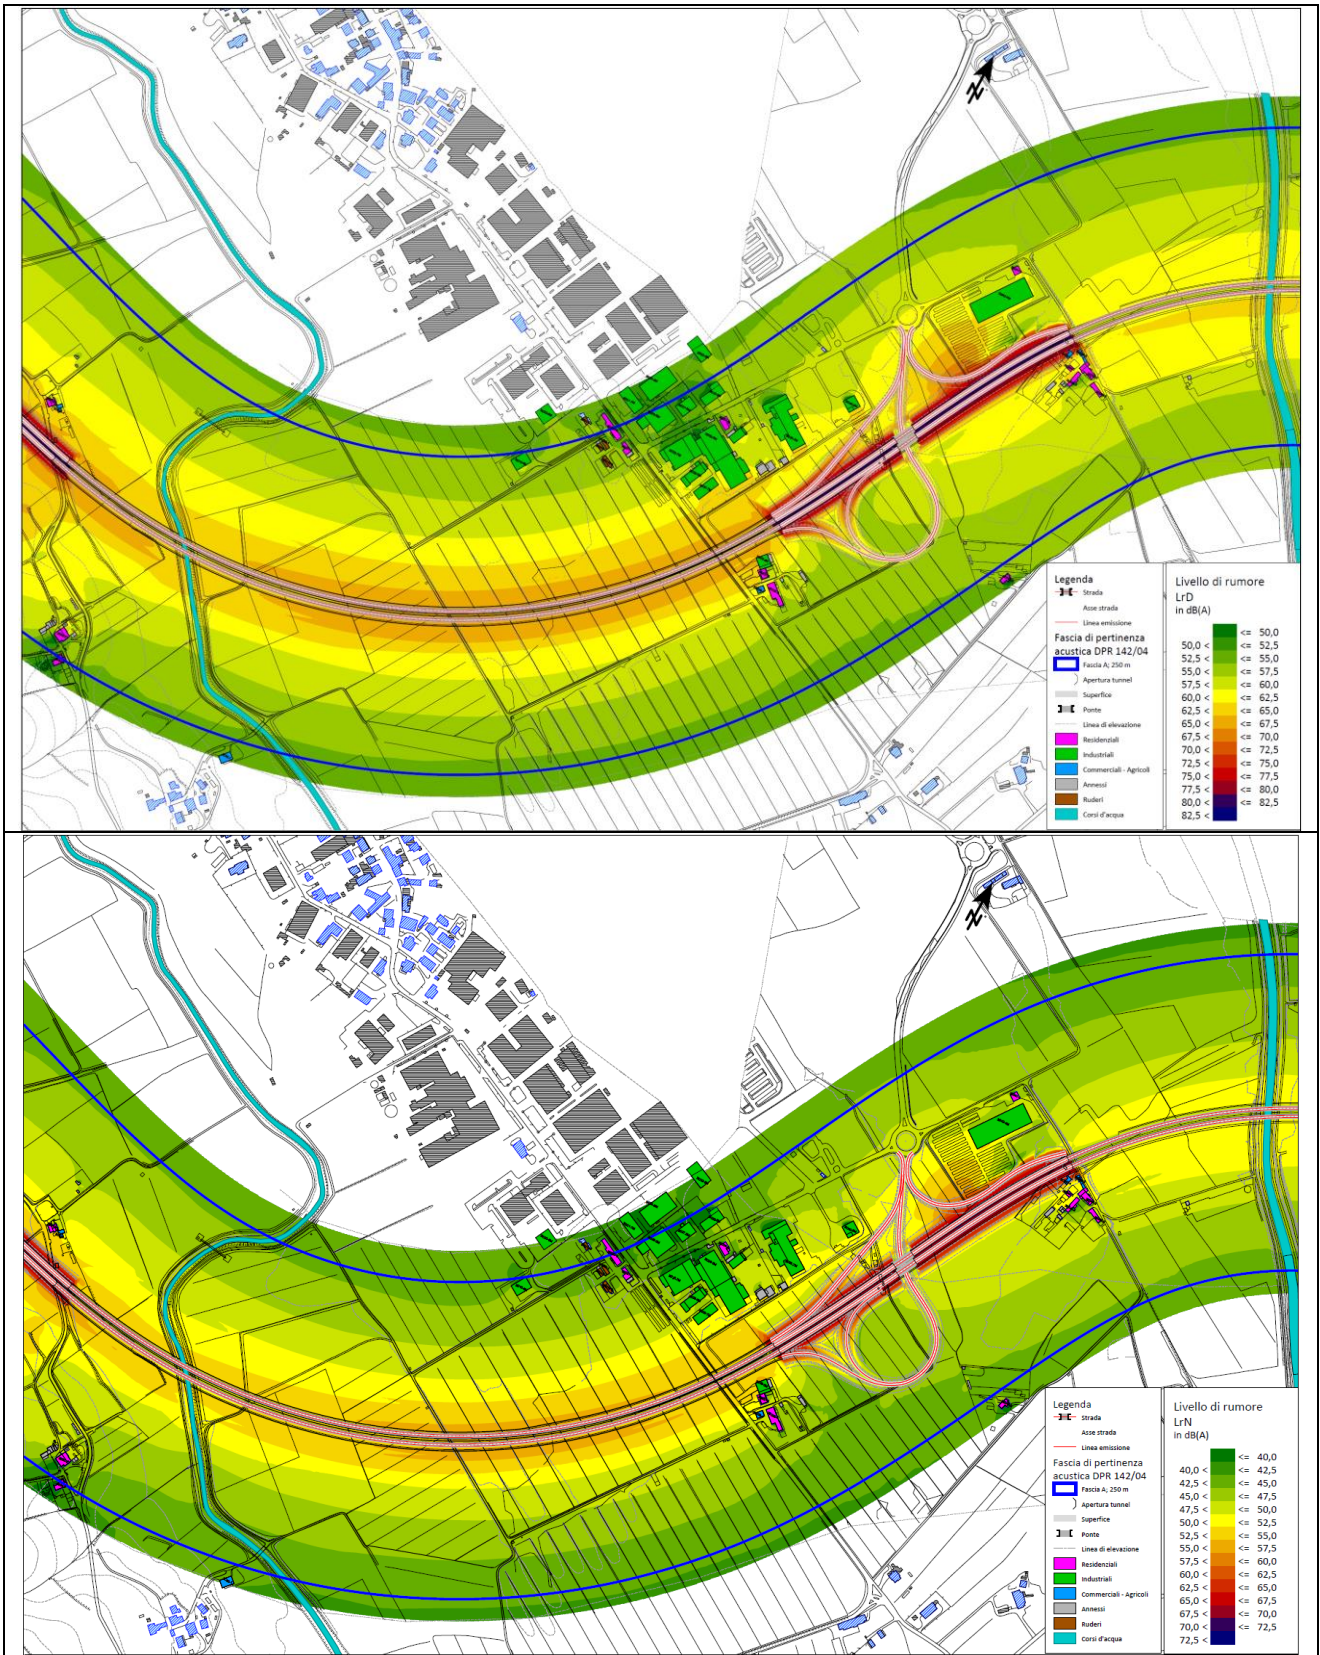 N
Legenda
Strada
Asse strada
Linea emissione
Fascia di pertinenza
acustica DPR 142/04
Fascia A; 250 m
Apertura tunnel
Superfice
Ponte
Linea di elevazione
Residenziali
Industriali
Commerciali - Agricoli
Annessi
Ruderi
Corsi d'acqua
Livello di rumore
LrD
in dB(A)
<= 50,0
50,0 < <= 52,5
52,5 < <= 55,0
55,0 < <= 57,5
57,5 < <= 60,0
60,0 < <= 62,5
62,5 < <= 65,0
65,0 < <= 67,5
67,5 < <= 70,0
70,0 < <= 72,5
72,5 < <= 75,0
75,0 < <= 77,5
77,5 < <= 80,0
80,0 < <= 82,5
82,5 <
N
Legenda
Strada
Asse strada
Linea emissione
Fascia di pertinenza
acustica DPR 142/04
Fascia A; 250 m
Apertura tunnel
Superfice
Ponte
Linea di elevazione
Residenziali
Industriali
Commerciali - Agricoli
Annessi
Ruderi
Corsi d'acqua
Livello di rumore
LrN
in dB(A)
<= 40,0
40,0 < <= 42,5
42,5 < <= 45,0
45,0 < <= 47,5
47,5 < <= 50,0
50,0 < <= 52,5
52,5 < <= 55,0
55,0 < <= 57,5
57,5 < <= 60,0
60,0 < <= 62,5
62,5 < <= 65,0
65,0 < <= 67,5
67,5 < <= 70,0
70,0 < <= 72,5
72,5 <